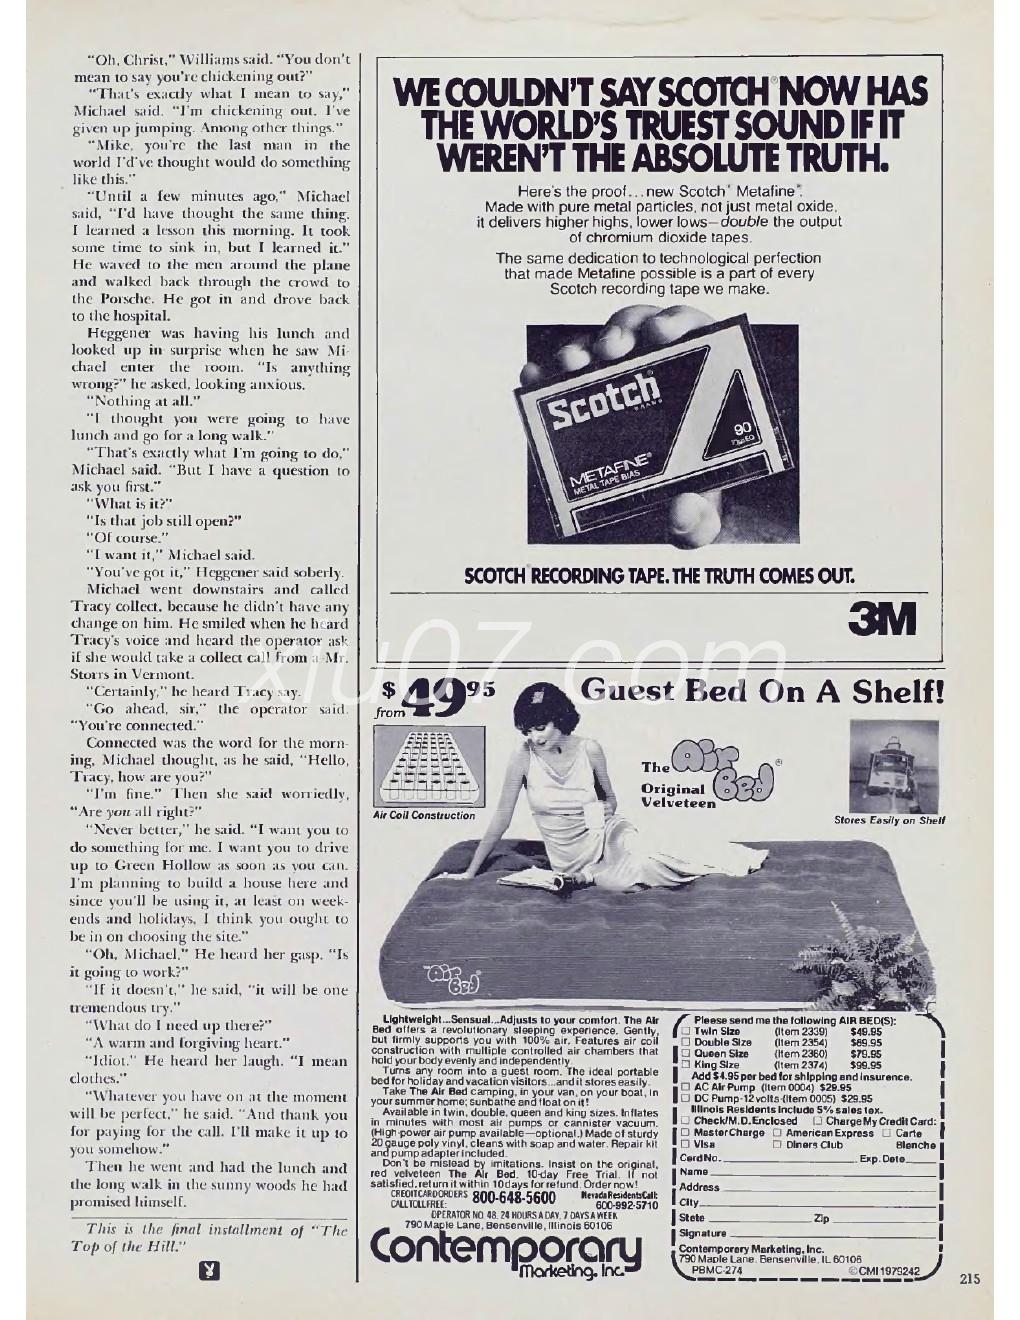 "Oh, Christ," Williams said. "You don't
mean to say you're chickening out?"
"That's exactly what I mean to say,"
Michael said. "I'm chickening out. I've
given up jumping. Among other things."
"Mike, you're the last man in the
world I'd've thought would do something
like this."
"Until a few minutes ago," Michael
said, "I'd have thought the same thing.
I learned a lesson this morning. It took
some time to sink in, but I learned it."
He waved to the men around the plane
and walked back through the crowd to
the Porsche. He got in and drove back
to the hospital.
Heggener was having his lunch and
looked up in surprise when he saw Mi-
chael enter the room. "Is anything
wrong?" he asked, looking anxious.
"Nothing at all."
"I thought you were going to have
lunch and go for a long walk."
"That's exactly what I'm going to do,"
Michael said. "But I have a question to
ask you first."
"What is it?"
"Is that job still open?"
"Of course."
"I want it," Michael said.
"You've got it," Heggener said soberly.
Michael went downstairs and called
Tracy collect, because he didn't have any
change on him. He smiled when he heard
Tracy's voice and heard the operator ask
if she would take a collect call from a Mr.
Storrs in Vermont.
"Certainly," he heard Tracy say.
"Go ahead, sir," the operator said.
"You're connected."
Connected was the word for the morn-
ing, Michael thought, as he said, "Hello,
Tracy, how are you?"
"I'm fine." Then she said worriedly,
"Are you all right?"
"Never better," he said. "I want you to
do something for me. I want you to drive
up to Green Hollow as soon as you can.
I'm planning to build a house here and
since you'll be using it, at least on week-
ends and holidays, I think you ought to
be in on choosing the site."
"Oh, Michael." He heard her gasp. "Is
it going to work?"
"If it doesn't," he said, "it will be one
tremendous try."
"What do I need up there?"
"A warm and forgiving heart."
"Idiot." He heard her laugh. "I mean
clothes."
"Whatever you have on at the moment
will be perfect," he said. "And thank you
for paying for the call. I'll make it up to
you somehow."
Then he went and had the lunch and
the long walk in the sunny woods he had
promised himself.
This is the final installment of "The
Top of the Hill."
WE COULDN'T SAY SCOTCH® NOW HAS
THE WORLD'S TRUEST SOUND IF IT
WEREN'T THE ABSOLUTE TRUTH.
Here's the proof...new Scotch® Metafine®.
Made with pure metal particles, not just metal oxide,
it delivers higher highs, lower lows—double the output
of chromium dioxide tapes.
The same dedication to technological perfection
that made Metafine possible is a part of every
Scotch recording tape we make.
Scotch®
BRAND
90
METAFINE®
METAL TAPE BIAS
SCOTCH® RECORDING TAPE. THE TRUTH COMES OUT.
3M
xiu07.com
from $49 95
Guest Bed On A Shelf!
The Air Bed®
Original
Velveteen
Air Coil Construction
Stores Easily on Shelf
Air Bed®
Lightweight...Sensual...Adjusts to your comfort. The Air
Bed offers a revolutionary sleeping experience. Gently,
but firmly supports you with 100% air. Features air coil
construction with multiple controlled air chambers that
hold your body evenly and independently.
Turns any room into a guest room. The ideal portable
bed for holiday and vacation visitors...and it stores easily.
Take The Air Bed camping, in your van, on your boat, in
your summer home; sunbathe and float on it!
Available in twin, double, queen and king sizes. Inflates
in minutes with most air pumps or cannister vacuum.
(High-power air pump available—optional.) Made of sturdy
20 gauge poly vinyl, cleans with soap and water. Repair kit
and pump adapter included.
Don't be mislead by imitations. Insist on the original,
red velveteen The Air Bed. 10-day Free Trial. If not
satisfied, return it within 10 days for refund. Order now!
CREDIT CARD ORDERS
CALL TOLL FREE: 800-648-5600
Nevada Residents Call:
600-992-5710
OPERATOR NO. 48. 24 HOURS A DAY, 7 DAYS A WEEK
790 Maple Lane, Bensenville, Illinois 60106
Contemporary
Marketing, Inc.
Please send me the following AIR BED(S):
☐ Twin Size (Item 2339) $49.95
☐ Double Size (Item 2354) $69.95
☐ Queen Size (Item 2360) $79.95
☐ King Size (Item 2374) $99.95
Add $4.95 per bed for shipping and insurence.
☐ AC Air Pump (Item 0004) $29.95
☐ DC Pump-12 volts (Item 0005) $29.95
Illinois Residents Include 5% sales tax.
☐ Check/M.D. Enclosed ☐ Charge My Credit Card:
☐ Master Charge ☐ American Express ☐ Carte
☐ Visa ☐ Diners Club Blanche
Card No. Exp. Date
Name
Address
City
State Zip
Signature
Contemporary Marketing, Inc.
790 Maple Lane, Bensenville, IL 60106
PBMC-274 © CMI 1979242
215